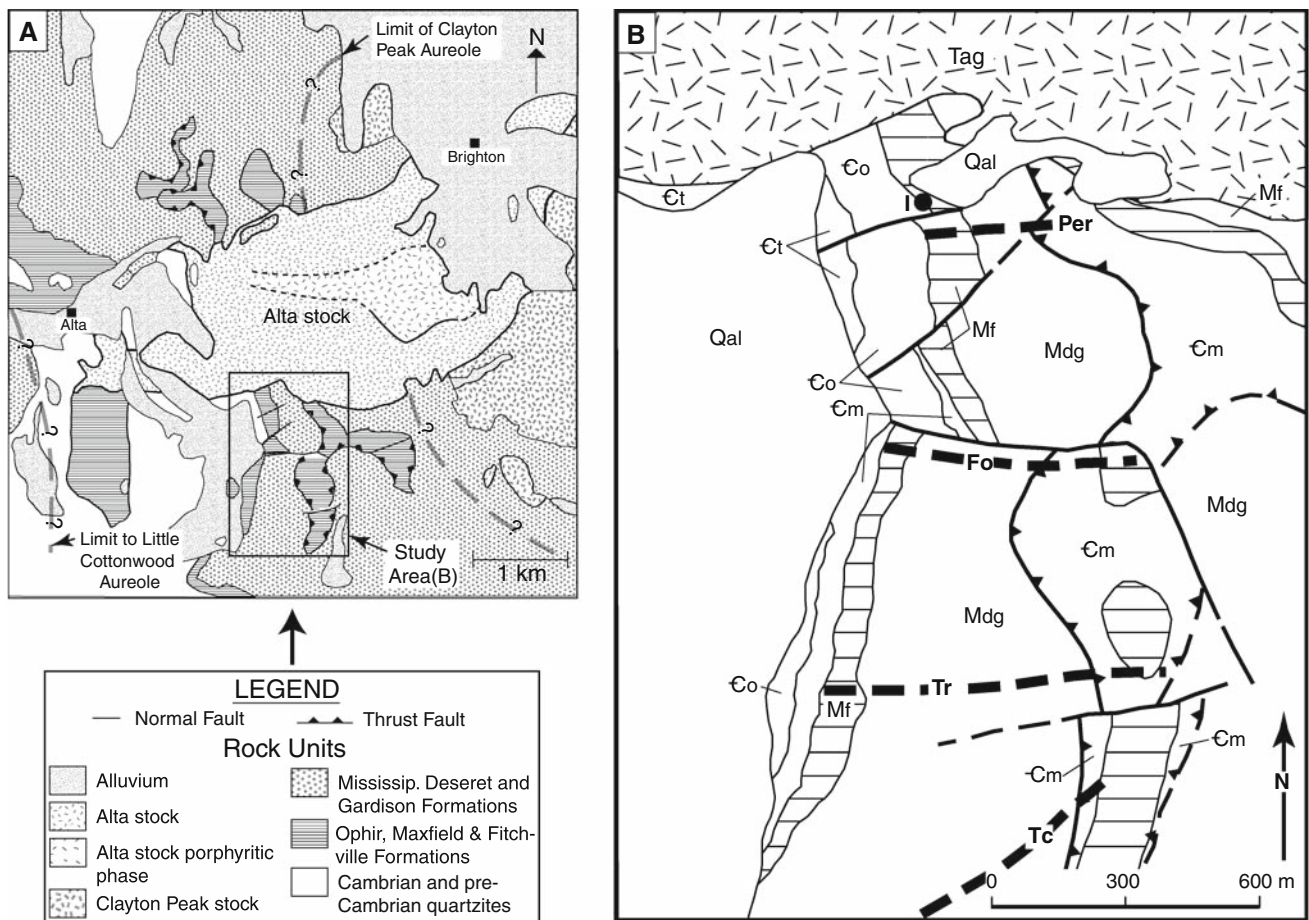 A
Limit of Clayton
Peak Aureole
N
?
?
Brighton
Alta stock
Alta
?
?
?
?
?
?
Limit to Little
Cottonwood
Aureole
Study
Area(B)
1 km
LEGEND
Normal Fault
Thrust Fault
Rock Units
Alluvium
Alta stock
Alta stock porphyritic
phase
Clayton Peak stock
Mississip. Deseret and
Gardison Formations
Ophir, Maxfield & Fitch-
ville Formations
Cambrian and pre-
Cambrian quartzites
B
Tag
Qal
Ꞓo
Ꞓt
I
Mf
Per
Ꞓt
Qal
Mf
Mdg
Ꞓm
Ꞓo
Ꞓm
Fo
Mdg
Ꞓm
Mdg
Ꞓo
Tr
Mf
Ꞓm
Ꞓm
Tc
N
0 300 600 m